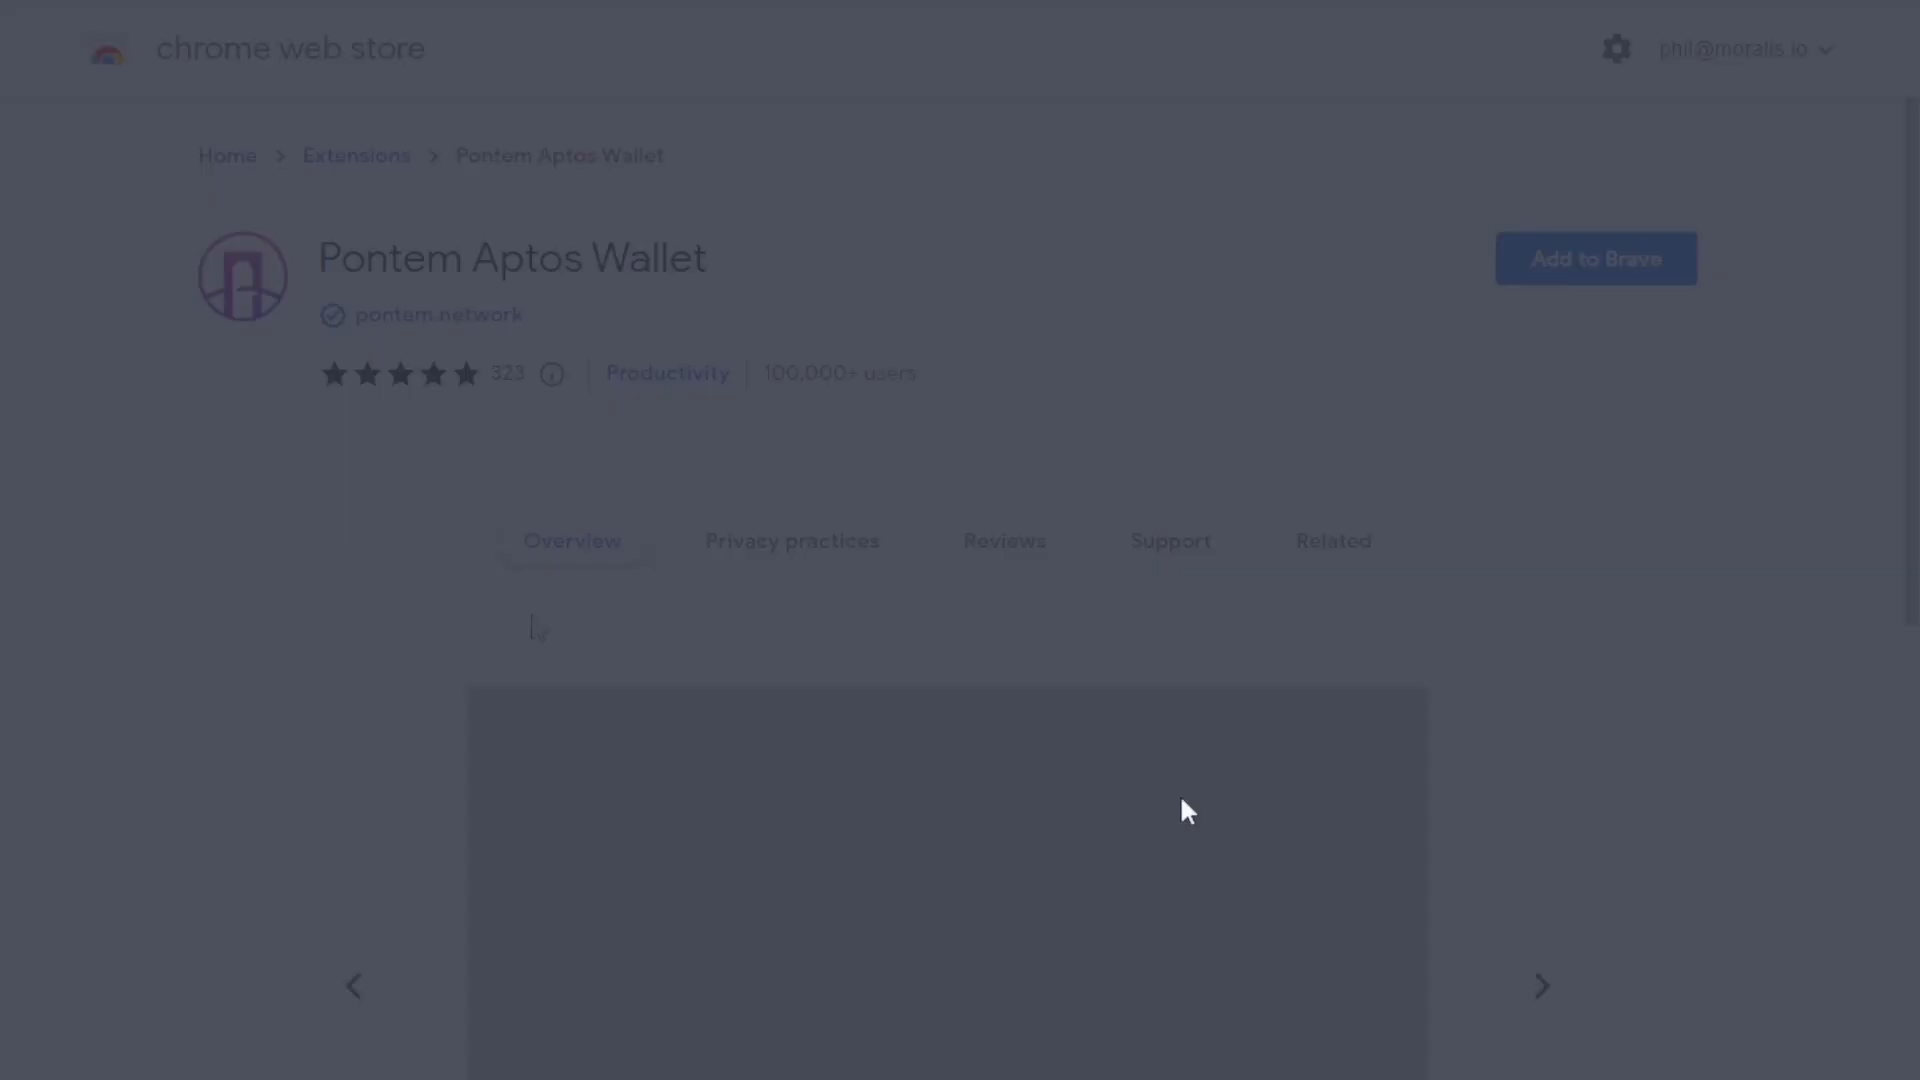 chrome web store
phil@moralis.io
Home > Extensions > Pontem Aptos Wallet
Pontem Aptos Wallet
Add to Brave
pontem.network
323
Productivity
100,000+ users
Overview
Privacy practices
Reviews
Support
Related